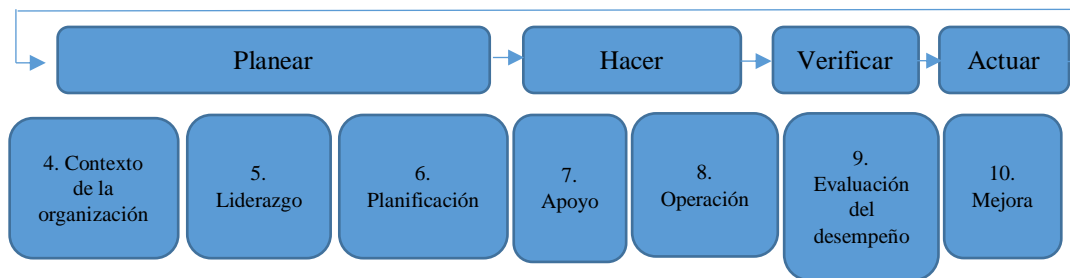 Planear
Hacer
Verificar
Actuar
4. Contexto
de la
organización
5.
Liderazgo
6.
Planificación
7.
Apoyo
8.
Operación
9.
Evaluación
del
desempeño
10.
Mejora